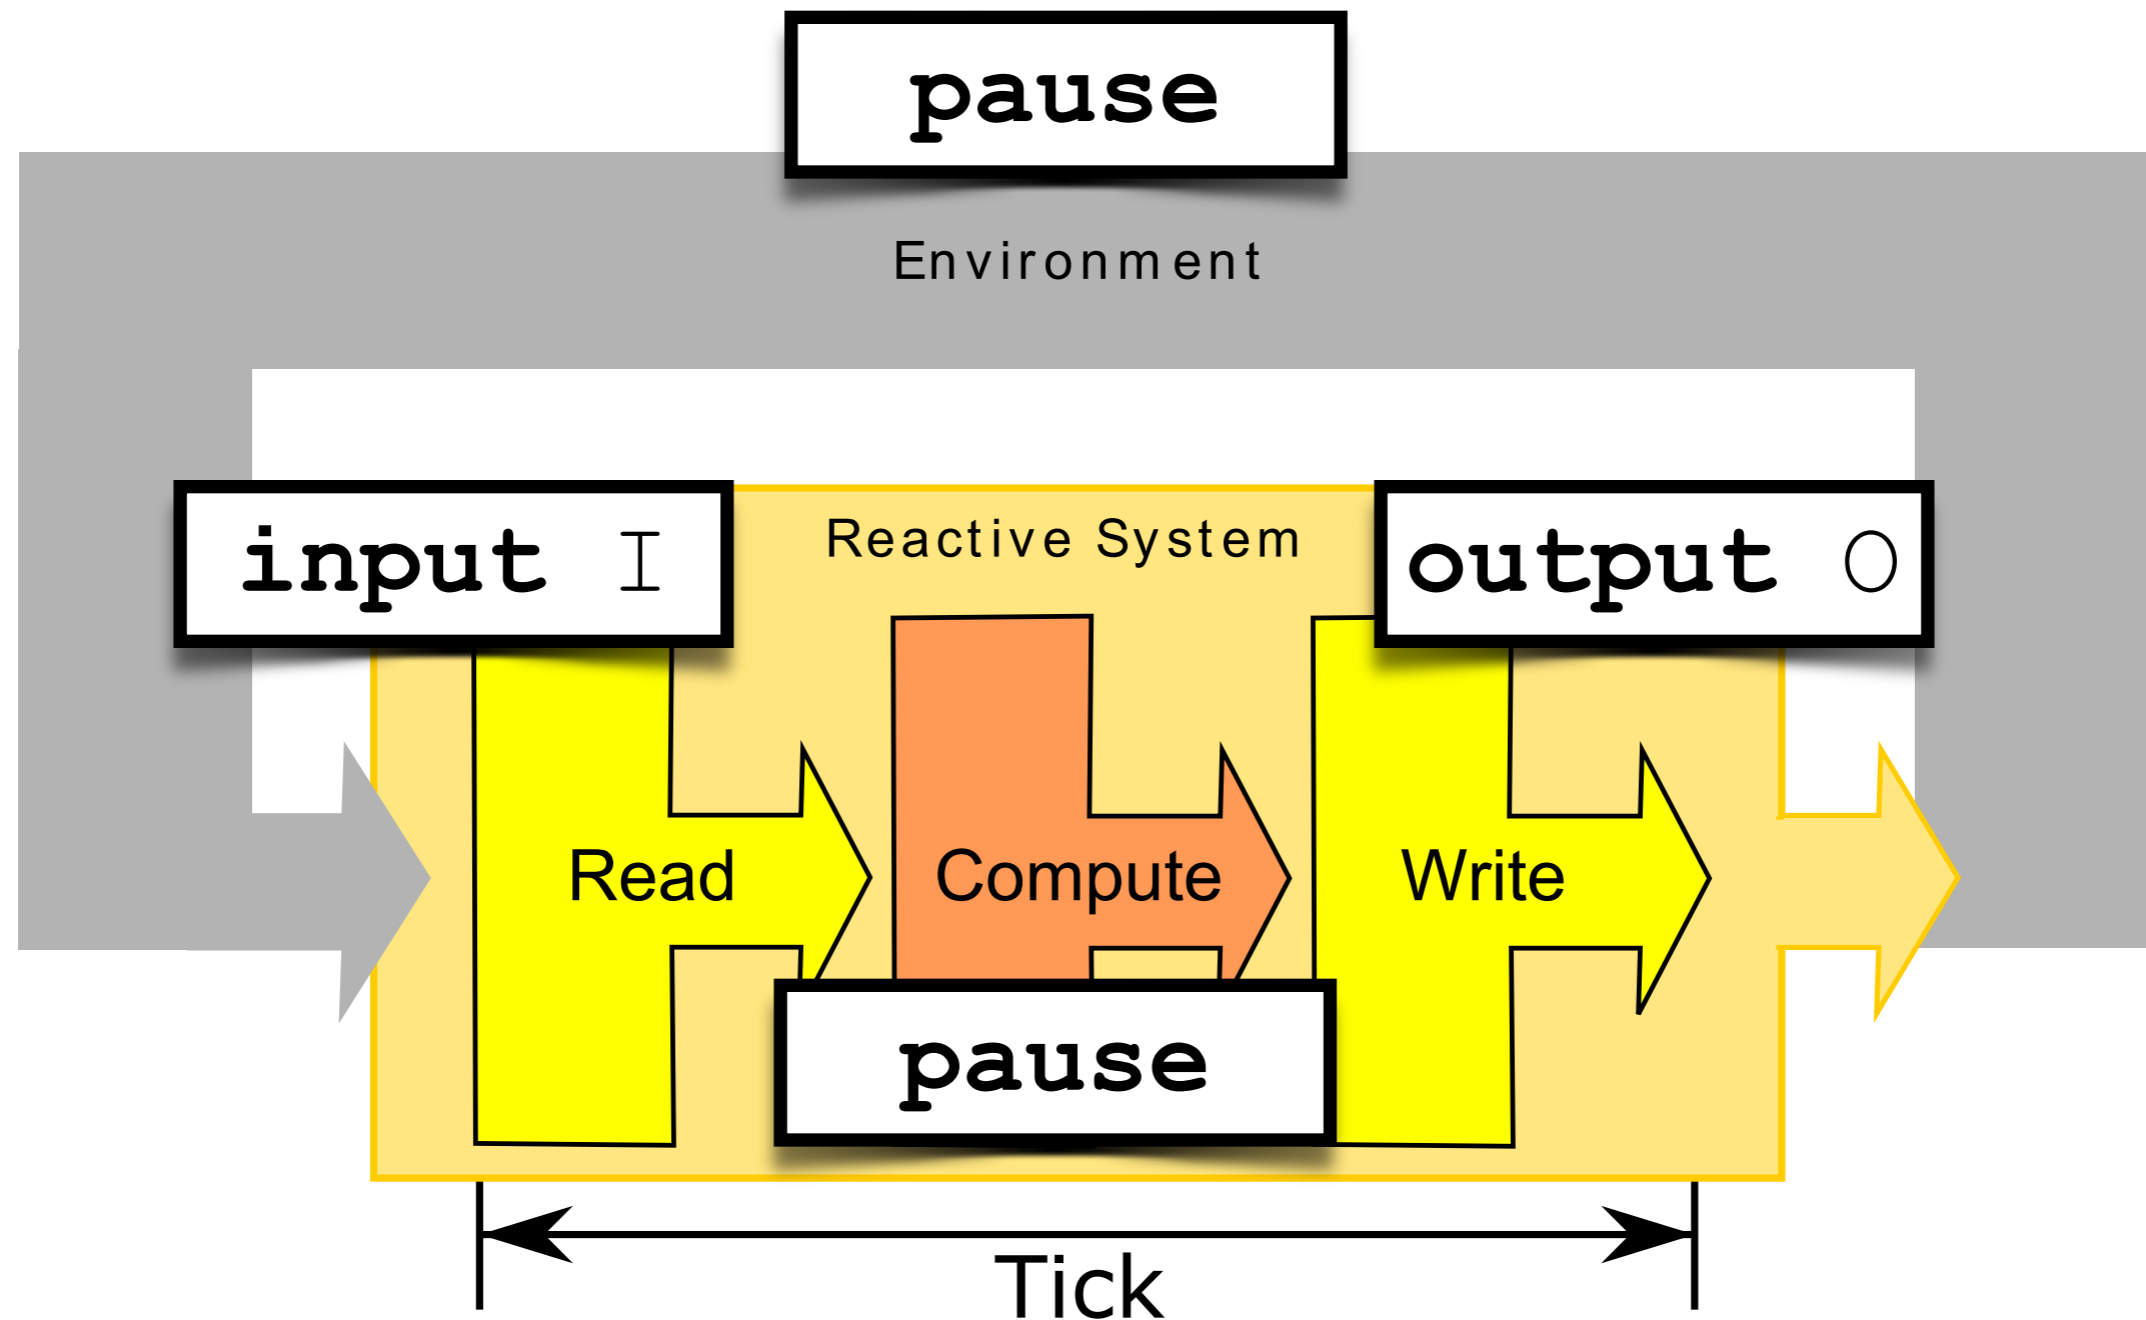 pause
Environment
input I
Reactive System
output O
Read
Compute
Write
pause
Tick